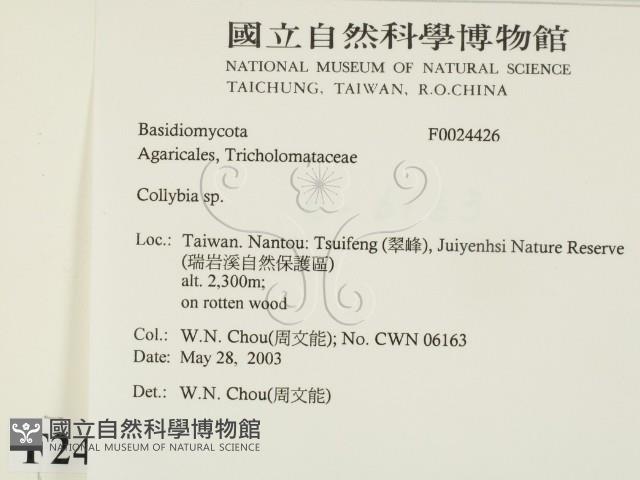 國立自然科學博物館
NATIONAL MUSEUM OF NATURAL SCIENCE
TAICHUNG, TAIWAN, R.O.CHINA
Basidiomycota F0024426
Agaricales, Tricholomataceae
Collybia sp.
Loc.: Taiwan. Nantou: Tsuifeng (翠峰), Juiyenhsi Nature Reserve
(瑞岩溪自然保護區)
alt. 2,300m;
on rotten wood
Col.: W.N. Chou(周文能); No. CWN 06163
Date: May 28, 2003
Det.: W.N. Chou(周文能)
國立自然科學博物館
NATIONAL MUSEUM OF NATURAL SCIENCE